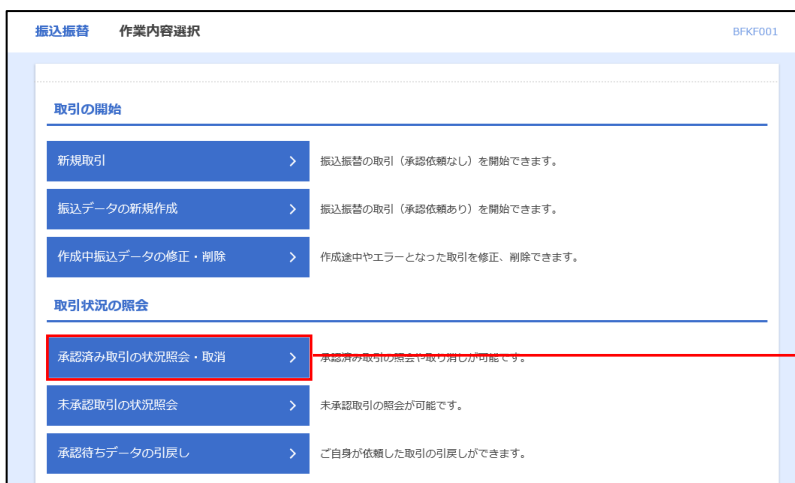 振込振替 作業内容選択 BFKF001
取引の開始
新規取引 振込振替の取引（承認依頼なし）を開始できます。
振込データの新規作成 振込振替の取引（承認依頼あり）を開始できます。
作成中振込データの修正・削除 作成途中やエラーとなった取引を修正、削除できます。
取引状況の照会
承認済み取引の状況照会・取消 承認済み取引の照会や取り消しが可能です。
未承認取引の状況照会 未承認取引の照会が可能です。
承認待ちデータの引戻し ご自身が依頼した取引の引戻しができます。